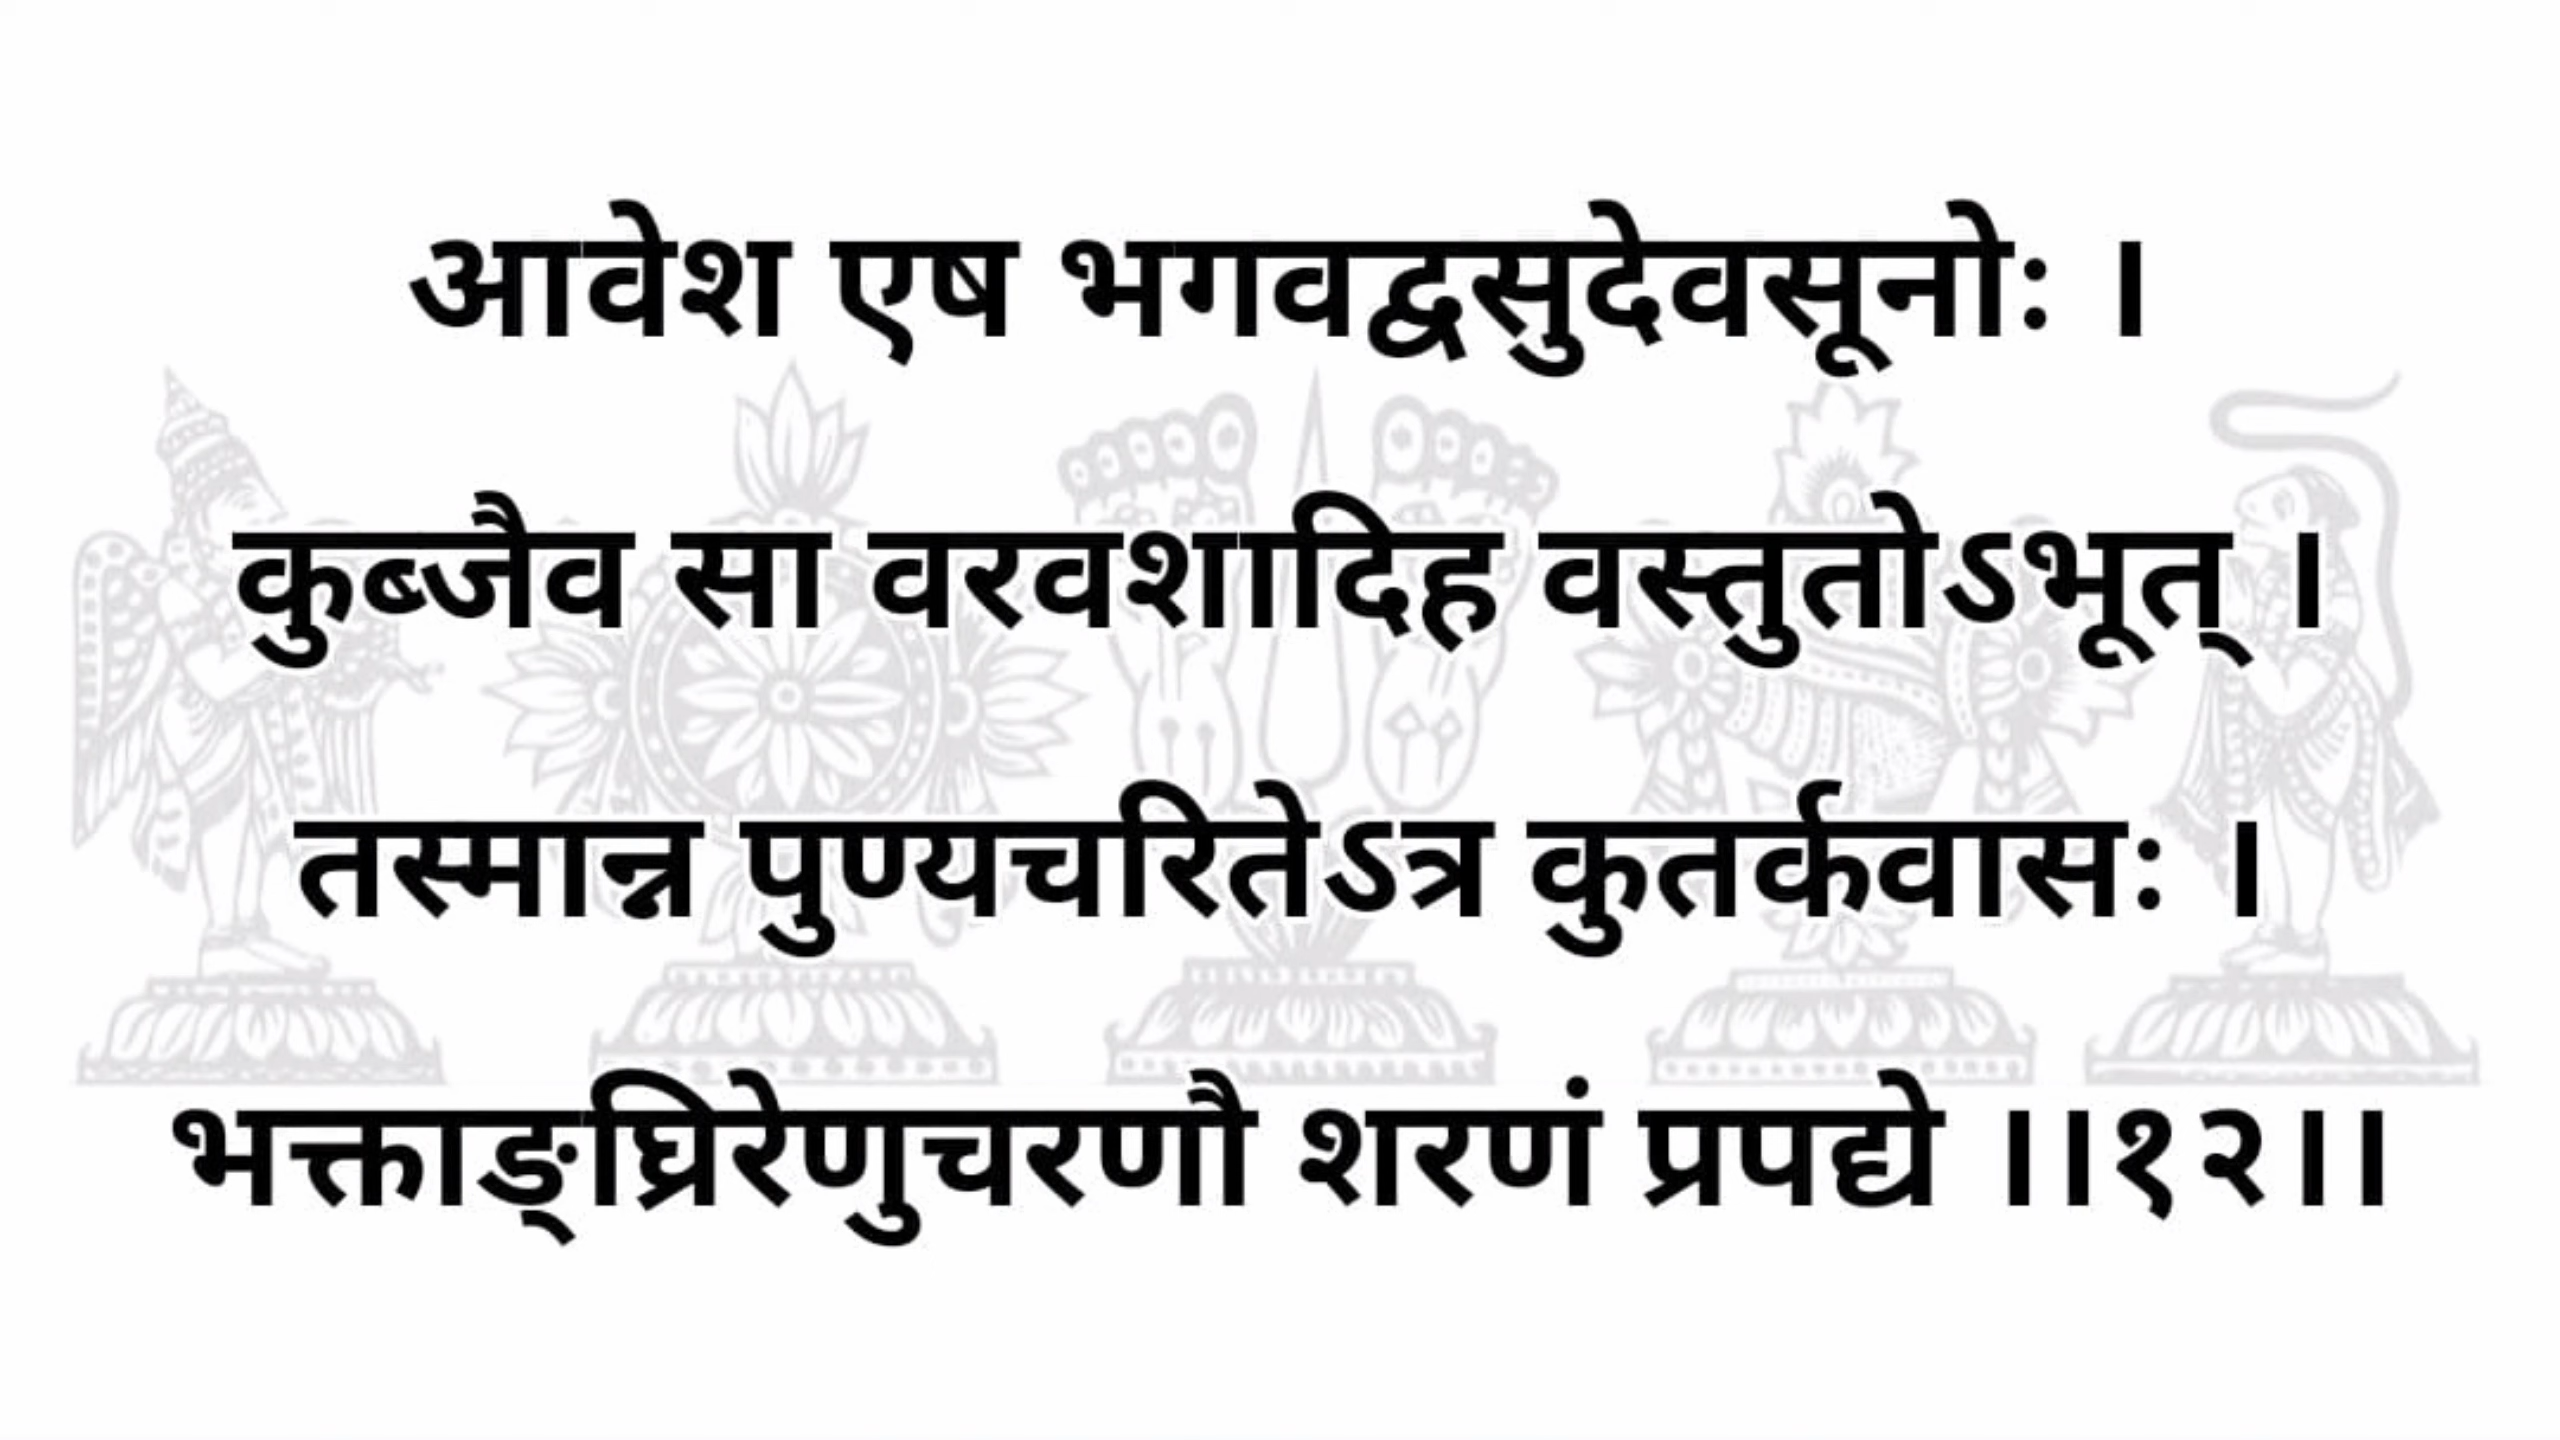 आवेश एष भगवद्वसुदेवसूनोः ।
कुब्जैव सा वरवशादिह वस्तुतोऽभूत् ।
तस्मान्न पुण्यचरितेऽत्र कुतर्कवासः ।
भक्ताङ्घ्रिरेणुचरणौ शरणं प्रपद्ये ।।१२।।